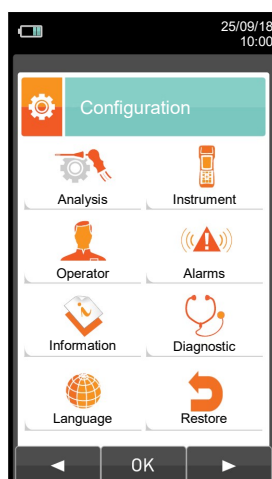 25/09/18
10:00
Configuration
Analysis
Instrument
Operator
Alarms
Information
Diagnostic
Language
Restore
OK